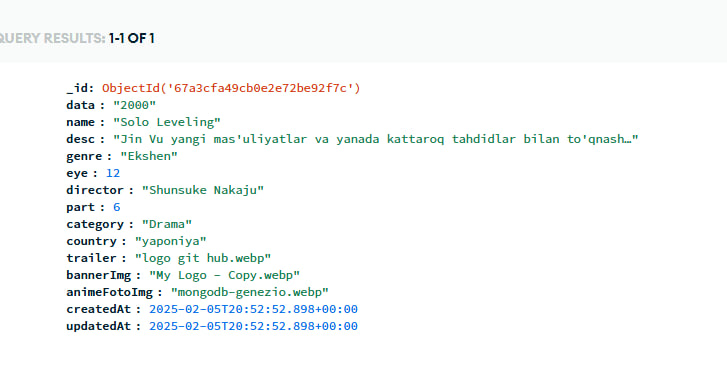 QUERY RESULTS: 1-1 OF 1
_id: ObjectId('67a3cfa49cb0e2e72be92f7c')
data : "2000"
name : "Solo Leveling"
desc : "Jin Vu yangi mas'uliyatlar va yanada kattaroq tahdidlar bilan to'qnash…"
genre : "Ekshen"
eye : 12
director : "Shunsuke Nakaju"
part : 6
category : "Drama"
country : "yaponiya"
trailer : "logo git hub.webp"
bannerImg : "My Logo - Copy.webp"
animeFotoImg : "mongodb-genezio.webp"
createdAt : 2025-02-05T20:52:52.898+00:00
updatedAt : 2025-02-05T20:52:52.898+00:00